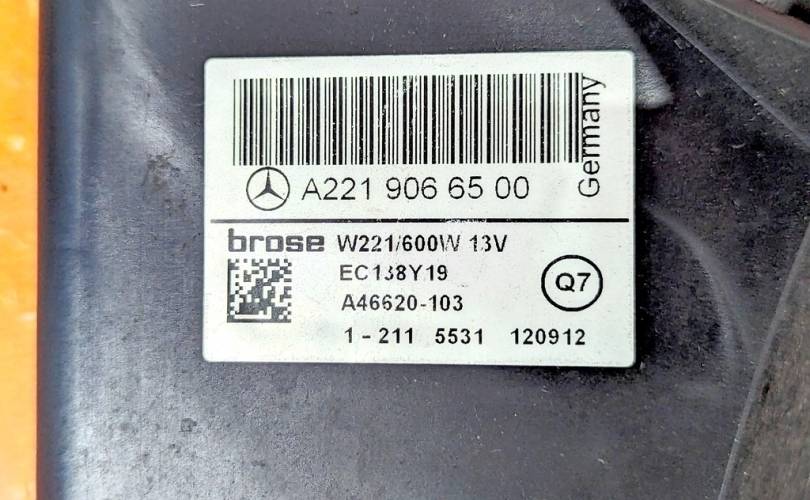 A221 906 65 00
Germany
brose W221/600W 13V
EC138Y19
A46620-103
Q7
1 - 211 5531 120912